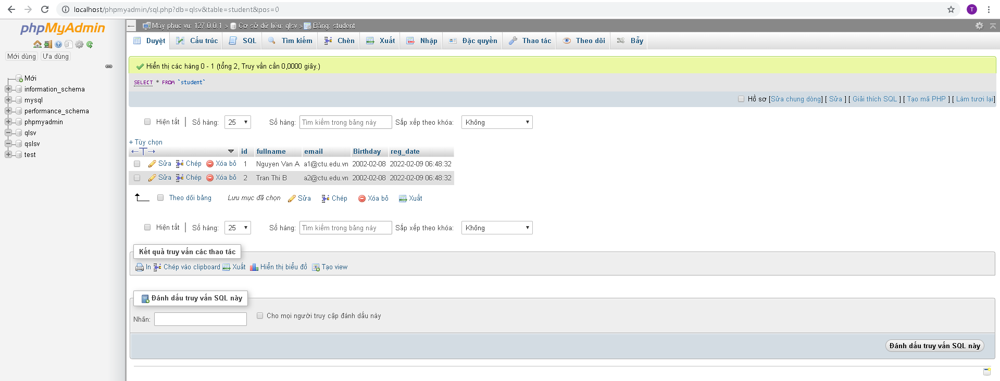 localhost/phpmyadmin/sql.php?db=qlsv&table=student&pos=0
T
phpMyAdmin
Mới dùng Ưa dùng
Mới
information_schema
mysql
performance_schema
phpmyadmin
qlsv
qslsv
test
Máy phục vụ: 127.0.0.1 » Cơ sở dữ liệu: qlsv » Bảng: student
Duyệt Cấu trúc SQL Tìm kiếm Chèn Xuất Nhập Đặc quyền Thao tác Theo dõi Bẫy
Hiển thị các hàng 0 - 1 (tổng 2, Truy vấn cần 0,0000 giây.)
SELECT * FROM `student`
Hồ sơ [Sửa chung dòng] [ Sửa ] [ Giải thích SQL ] [ Tạo mã PHP ] [ Làm tươi lại]
Hiện tất Số hàng: 25 Số hàng: Tìm kiếm trong bảng này Sắp xếp theo khóa: Không
+ Tùy chọn
id fullname email Birthday reg_date
Sửa Chép Xóa bỏ 1 Nguyen Van A a1@ctu.edu.vn 2002-02-08 2022-02-09 06:48:32
Sửa Chép Xóa bỏ 2 Tran Thi B a2@ctu.edu.vn 2002-02-08 2022-02-09 06:48:32
Theo dõi bảng Lưu mục đã chọn Sửa Chép Xóa bỏ Xuất
Hiện tất Số hàng: 25 Số hàng: Tìm kiếm trong bảng này Sắp xếp theo khóa: Không
Kết quả truy vấn các thao tác
In Chép vào clipboard Xuất Hiển thị biểu đồ Tạo view
Đánh dấu truy vấn SQL này
Nhãn: Cho mọi người truy cập đánh dấu này
Đánh dấu truy vấn SQL này